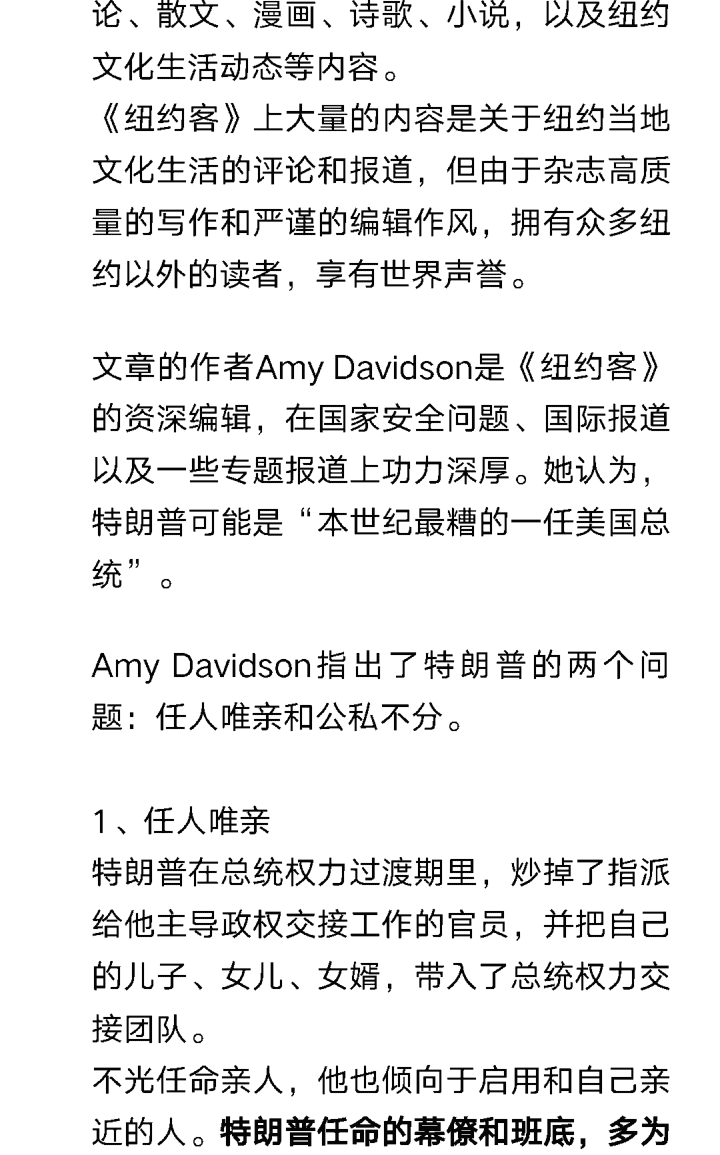 论、散文、漫画、诗歌、小说，以及纽约
文化生活动态等内容。
《纽约客》上大量的内容是关于纽约当地
文化生活的评论和报道，但由于杂志高质
量的写作和严谨的编辑作风，拥有众多纽
约以外的读者，享有世界声誉。
文章的作者Amy Davidson是《纽约客》
的资深编辑，在国家安全问题、国际报道
以及一些专题报道上功力深厚。她认为，
特朗普可能是“本世纪最糟的一任美国总
统”。
Amy Davidson指出了特朗普的两个问
题：任人唯亲和公私不分。
1、任人唯亲
特朗普在总统权力过渡期里，炒掉了指派
给他主导政权交接工作的官员，并把自己
的儿子、女儿、女婿，带入了总统权力交
接团队。
不光任命亲人，他也倾向于启用和自己亲
近的人。特朗普任命的幕僚和班底，多为